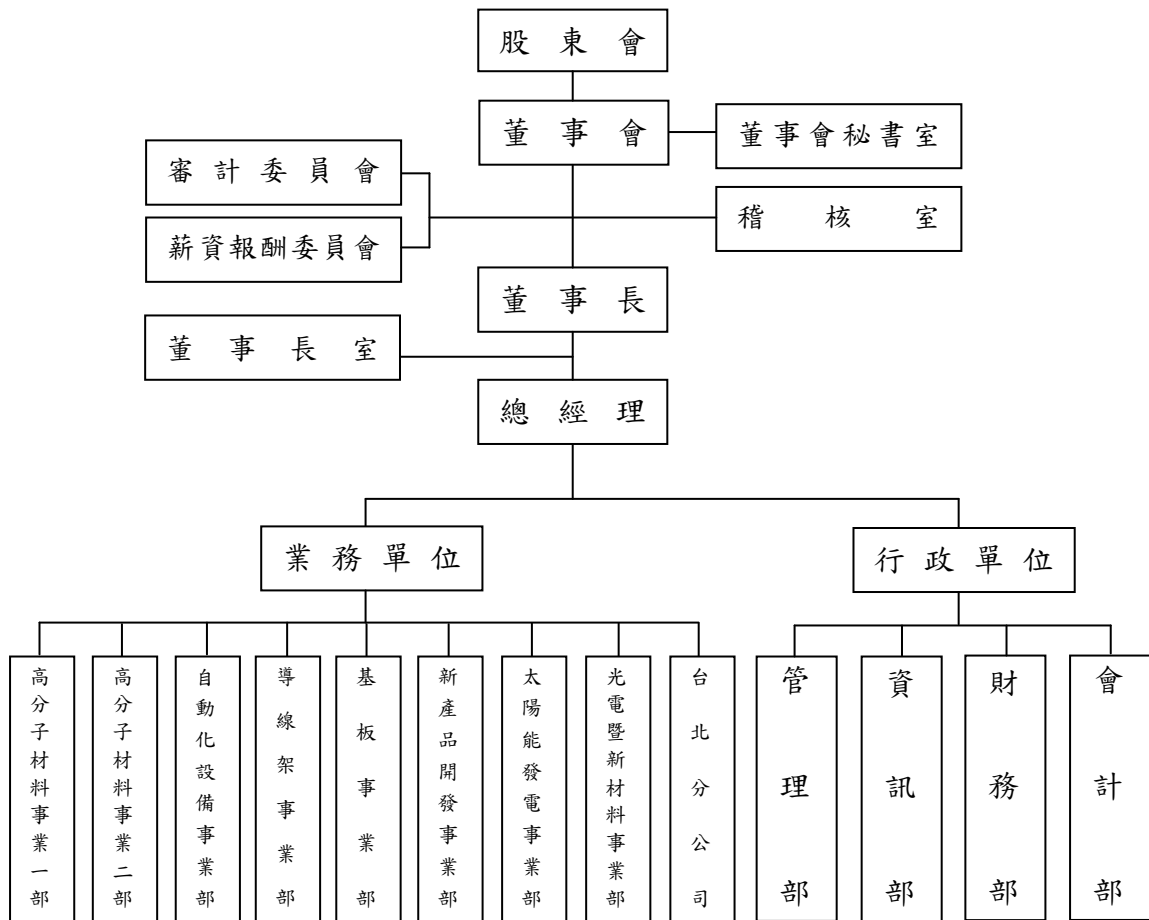 股東會
董事會
董事會秘書室
審計委員會
稽核室
薪資報酬委員會
董事長
董事長室
總經理
業務單位
行政單位
高分子材料事業一部
高分子材料事業二部
自動化設備事業部
導線架事業部
基板事業部
新產品開發事業部
太陽能發電事業部
光電暨新材料事業部
台北分公司
管理部
資訊部
財務部
會計部